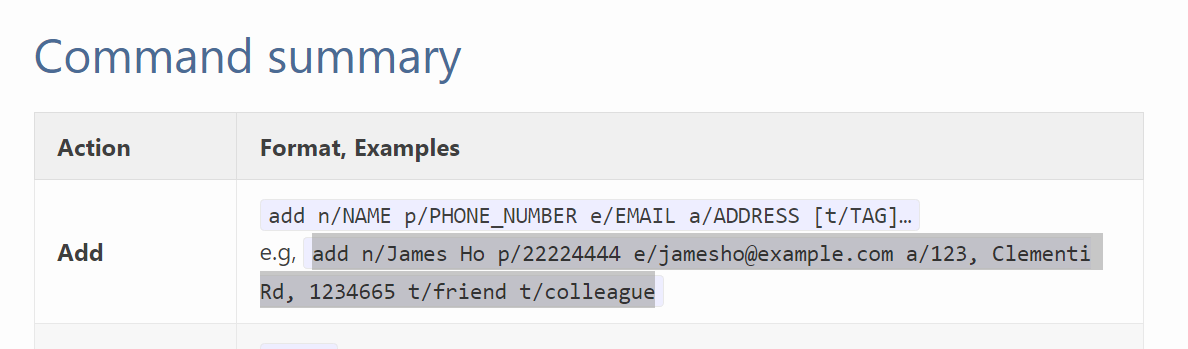 Command summary
Action Format, Examples
add n/NAME p/PHONE_NUMBER e/EMAIL a/ADDRESS [t/TAG]…
Add
e.g, add n/James Ho p/22224444 e/jamesho@example.com a/123, Clementi
Rd, 1234665 t/friend t/colleague